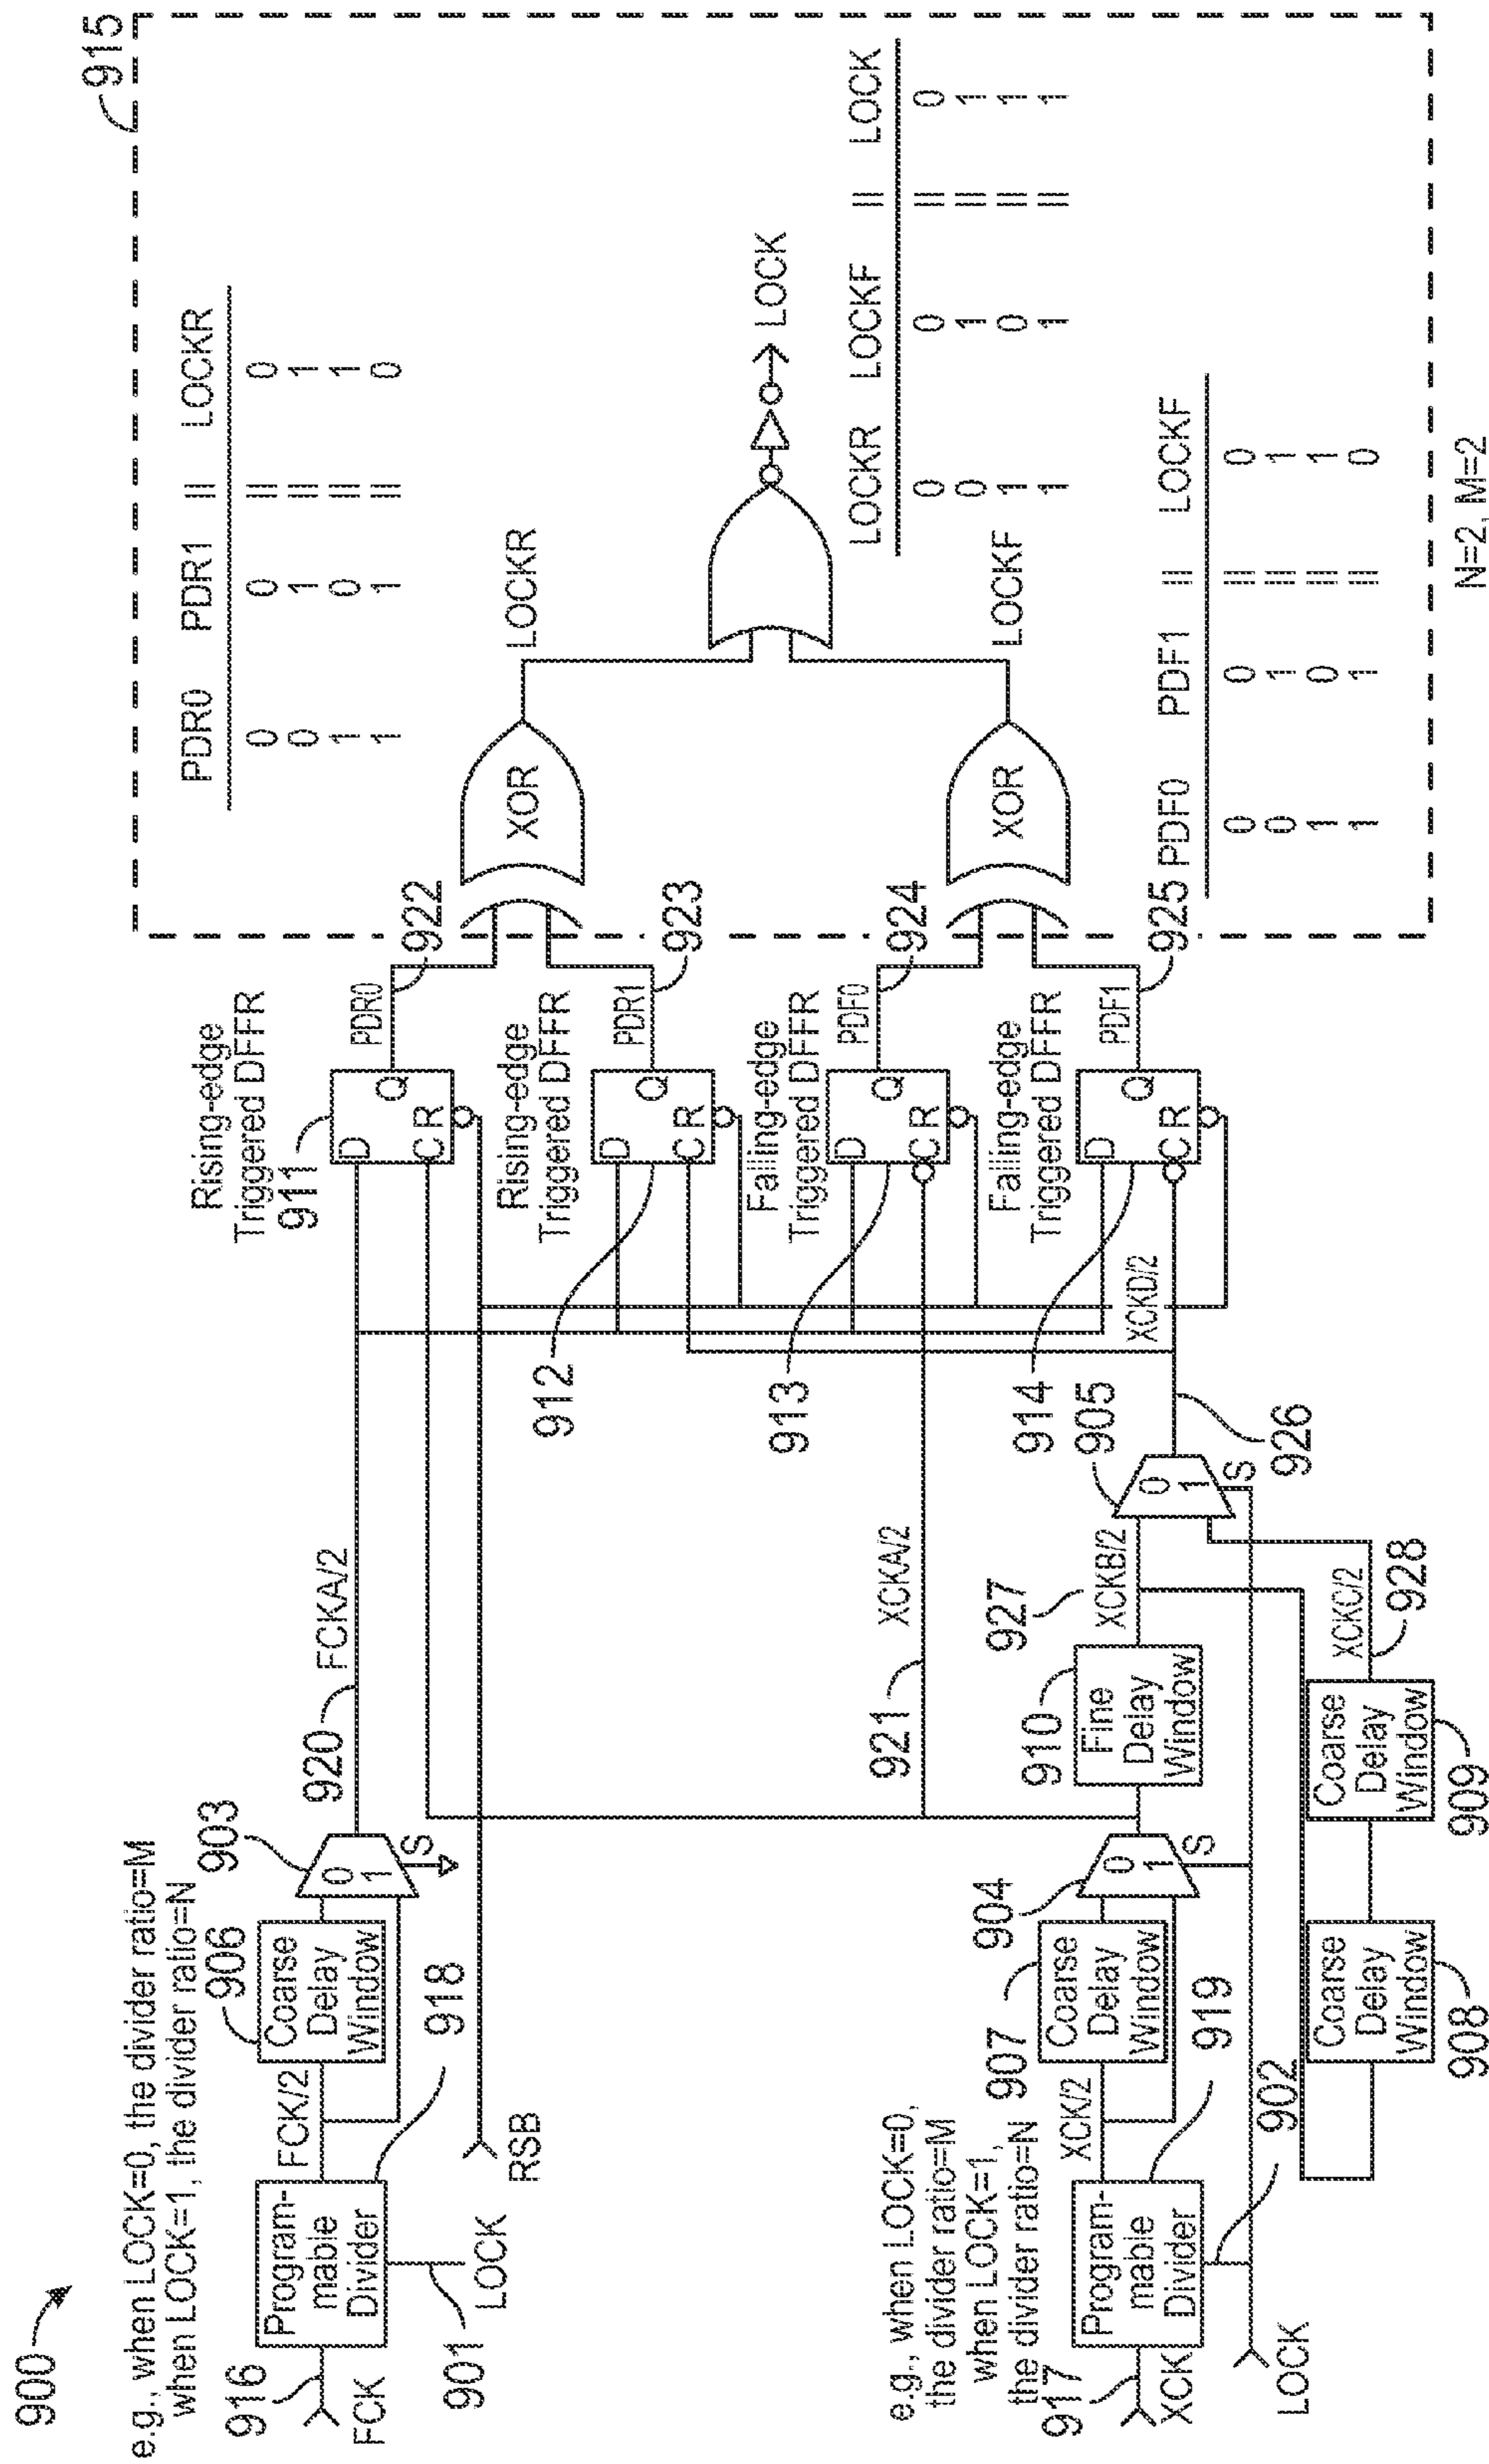 900
e.g., when LOCK=0, the divider ratio=M
when LOCK=1, the divider ratio=N
916
FCK
Program-
mable
Divider
901
LOCK
918
FCK/2
906
Coarse
Delay
Window
903
0
1
S
RSB
920
FCKA/2
e.g., when LOCK=0,
the divider ratio=M
when LOCK=1,
the divider ratio=N
917
XCK
Program-
mable
Divider
919
902
LOCK
XCK/2
907
Coarse
Delay
Window
904
0
1
S
921
XCKA/2
910
Fine
Delay
Window
927
XCKB/2
908
Coarse
Delay
Window
909
Coarse
Delay
Window
XCKC/2
928
905
0
1
S
926
XCKD/2
Rising-edge
Triggered DFFR
911
D
Q
C R
PDR0
922
Rising-edge
Triggered DFFR
912
D
Q
C R
PDR1
923
Falling-edge
Triggered DFFR
913
D
Q
C R
PDF0
924
Falling-edge
Triggered DFFR
914
D
Q
C R
PDF1
925
915
XOR
LOCKR
XOR
LOCKF
LOCK
PDR0 PDR1 || LOCKR
0 0 || 0
0 1 || 1
1 0 || 1
1 1 || 0
LOCKR LOCKF || LOCK
0 0 || 0
0 1 || 1
1 0 || 1
1 1 || 1
PDF0 PDF1 || LOCKF
0 0 || 0
0 1 || 1
1 0 || 1
1 1 || 0
N=2, M=2